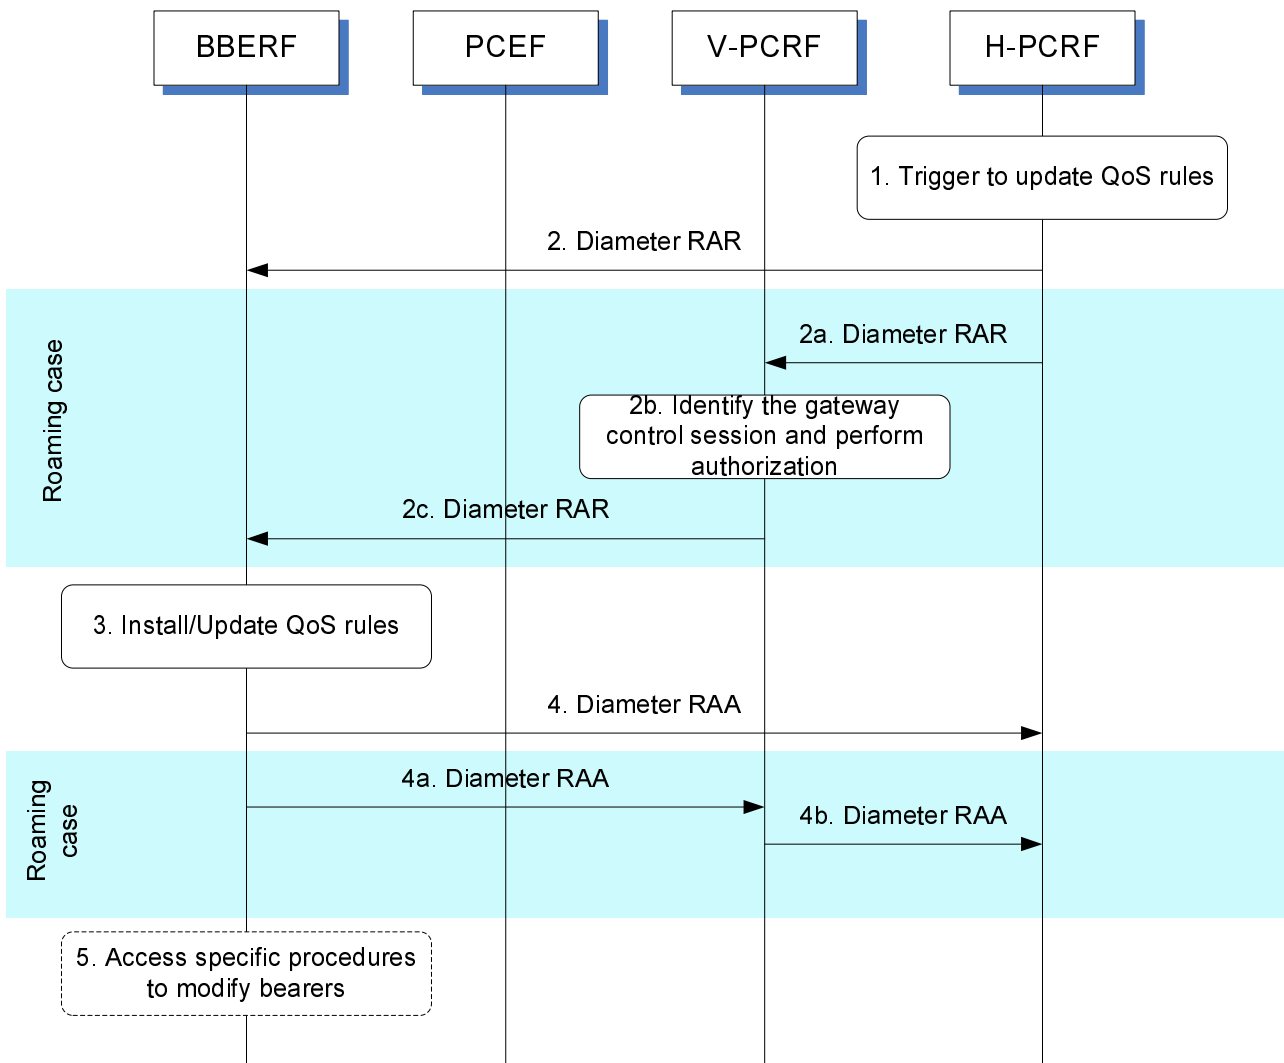 BBERF
PCEF
V-PCRF
H-PCRF
1. Trigger to update QoS rules
2. Diameter RAR
Roaming case
2a. Diameter RAR
2b. Identify the gateway
control session and perform
authorization
2c. Diameter RAR
3. Install/Update QoS rules
4. Diameter RAA
Roaming
case
4a. Diameter RAA
4b. Diameter RAA
5. Access specific procedures
to modify bearers